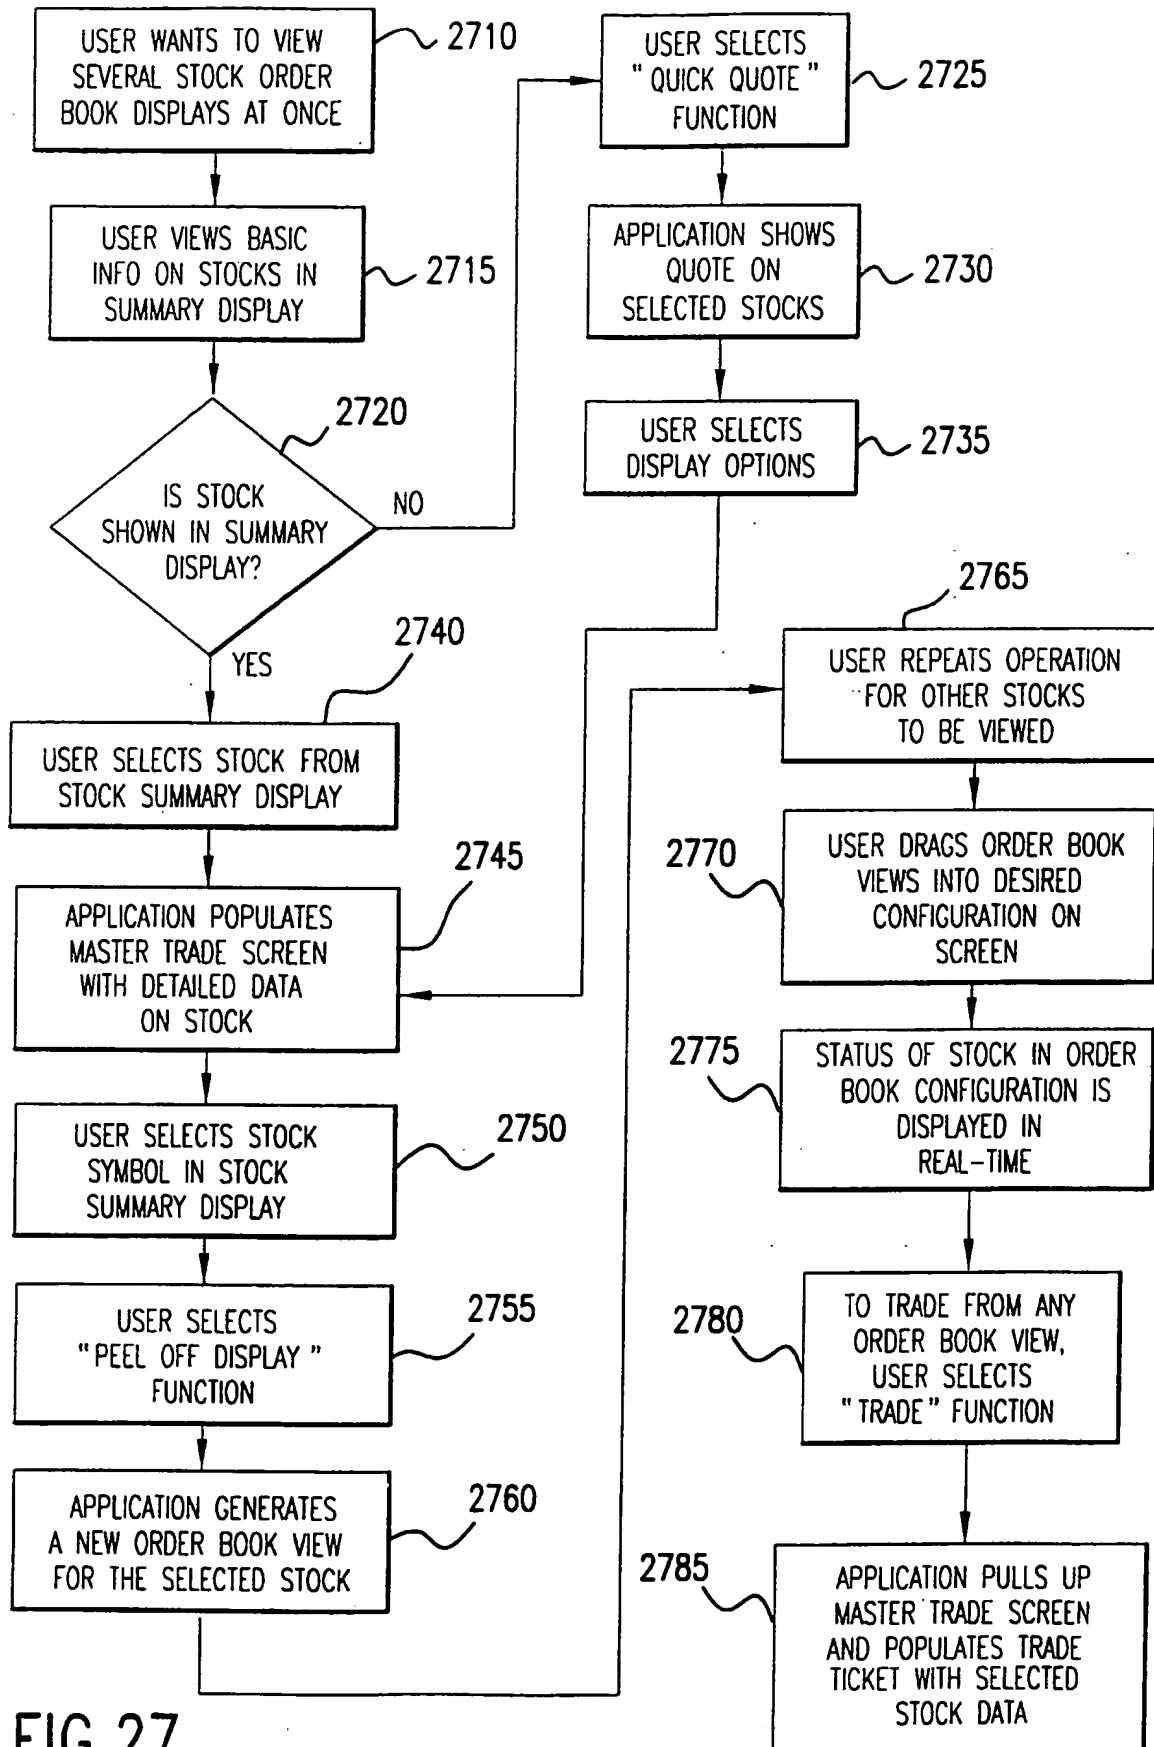 USER WANTS TO VIEW
SEVERAL STOCK ORDER
BOOK DISPLAYS AT ONCE
2710
USER VIEWS BASIC
INFO ON STOCKS IN
SUMMARY DISPLAY
2715
2720
IS STOCK
SHOWN IN SUMMARY
DISPLAY?
NO
YES
USER SELECTS
"QUICK QUOTE"
FUNCTION
2725
APPLICATION SHOWS
QUOTE ON
SELECTED STOCKS
2730
USER SELECTS
DISPLAY OPTIONS
2735
2740
USER SELECTS STOCK FROM
STOCK SUMMARY DISPLAY
2745
APPLICATION POPULATES
MASTER TRADE SCREEN
WITH DETAILED DATA
ON STOCK
USER SELECTS STOCK
SYMBOL IN STOCK
SUMMARY DISPLAY
2750
USER SELECTS
"PEEL OFF DISPLAY"
FUNCTION
2755
APPLICATION GENERATES
A NEW ORDER BOOK VIEW
FOR THE SELECTED STOCK
2760
2765
USER REPEATS OPERATION
FOR OTHER STOCKS
TO BE VIEWED
2770
USER DRAGS ORDER BOOK
VIEWS INTO DESIRED
CONFIGURATION ON
SCREEN
2775
STATUS OF STOCK IN ORDER
BOOK CONFIGURATION IS
DISPLAYED IN
REAL-TIME
2780
TO TRADE FROM ANY
ORDER BOOK VIEW,
USER SELECTS
"TRADE" FUNCTION
2785
APPLICATION PULLS UP
MASTER TRADE SCREEN
AND POPULATES TRADE
TICKET WITH SELECTED
STOCK DATA
FIG.27